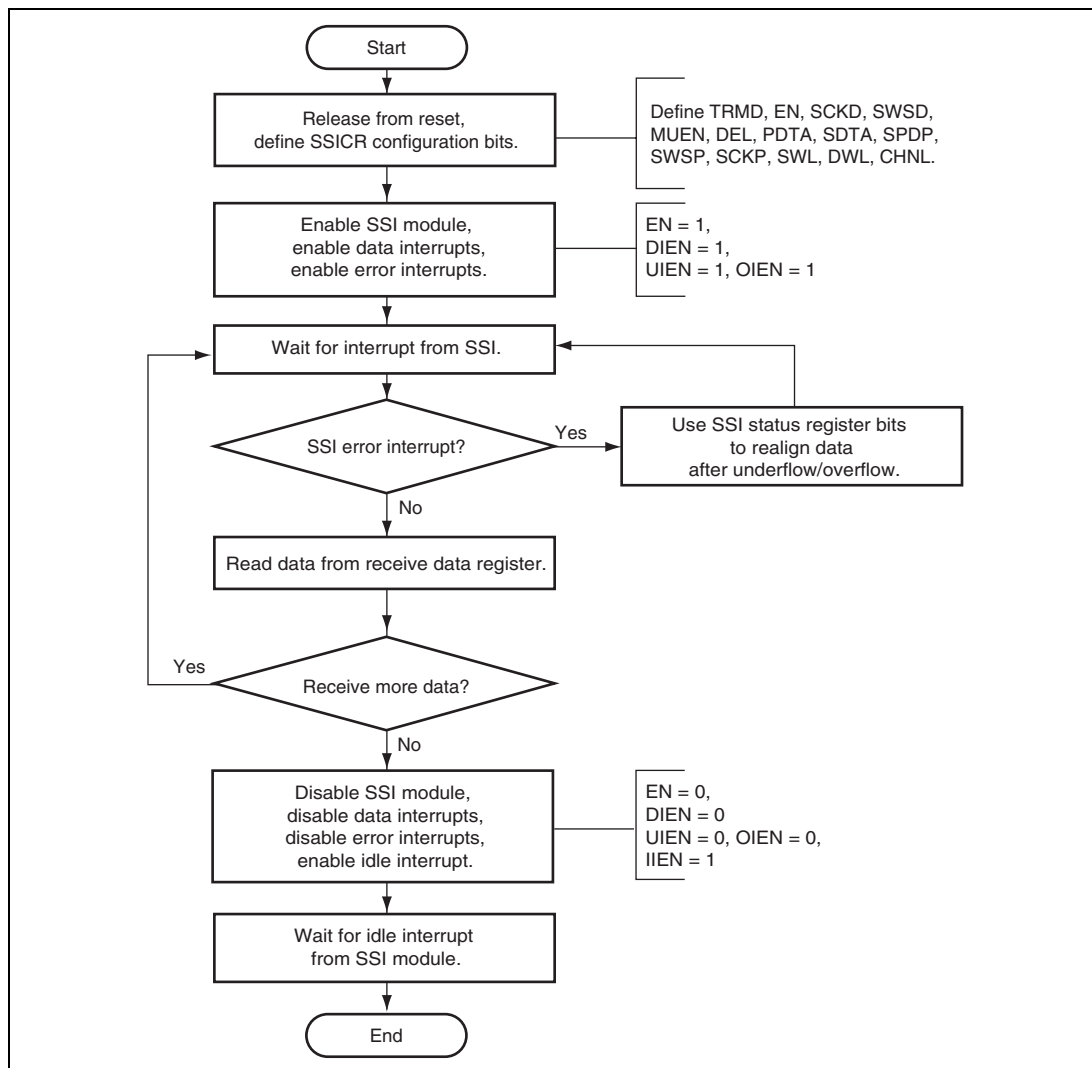 Start
Release from reset,
define SSICR configuration bits.
Define TRMD, EN, SCKD, SWSD,
MUEN, DEL, PDTA, SDTA, SPDP,
SWSP, SCKP, SWL, DWL, CHNL.
Enable SSI module,
enable data interrupts,
enable error interrupts.
EN = 1,
DIEN = 1,
UIEN = 1, OIEN = 1
Wait for interrupt from SSI.
SSI error interrupt?
Yes
Use SSI status register bits
to realign data
after underflow/overflow.
No
Read data from receive data register.
Yes
Receive more data?
No
Disable SSI module,
disable data interrupts,
disable error interrupts,
enable idle interrupt.
EN = 0,
DIEN = 0
UIEN = 0, OIEN = 0,
IIEN = 1
Wait for idle interrupt
from SSI module.
End